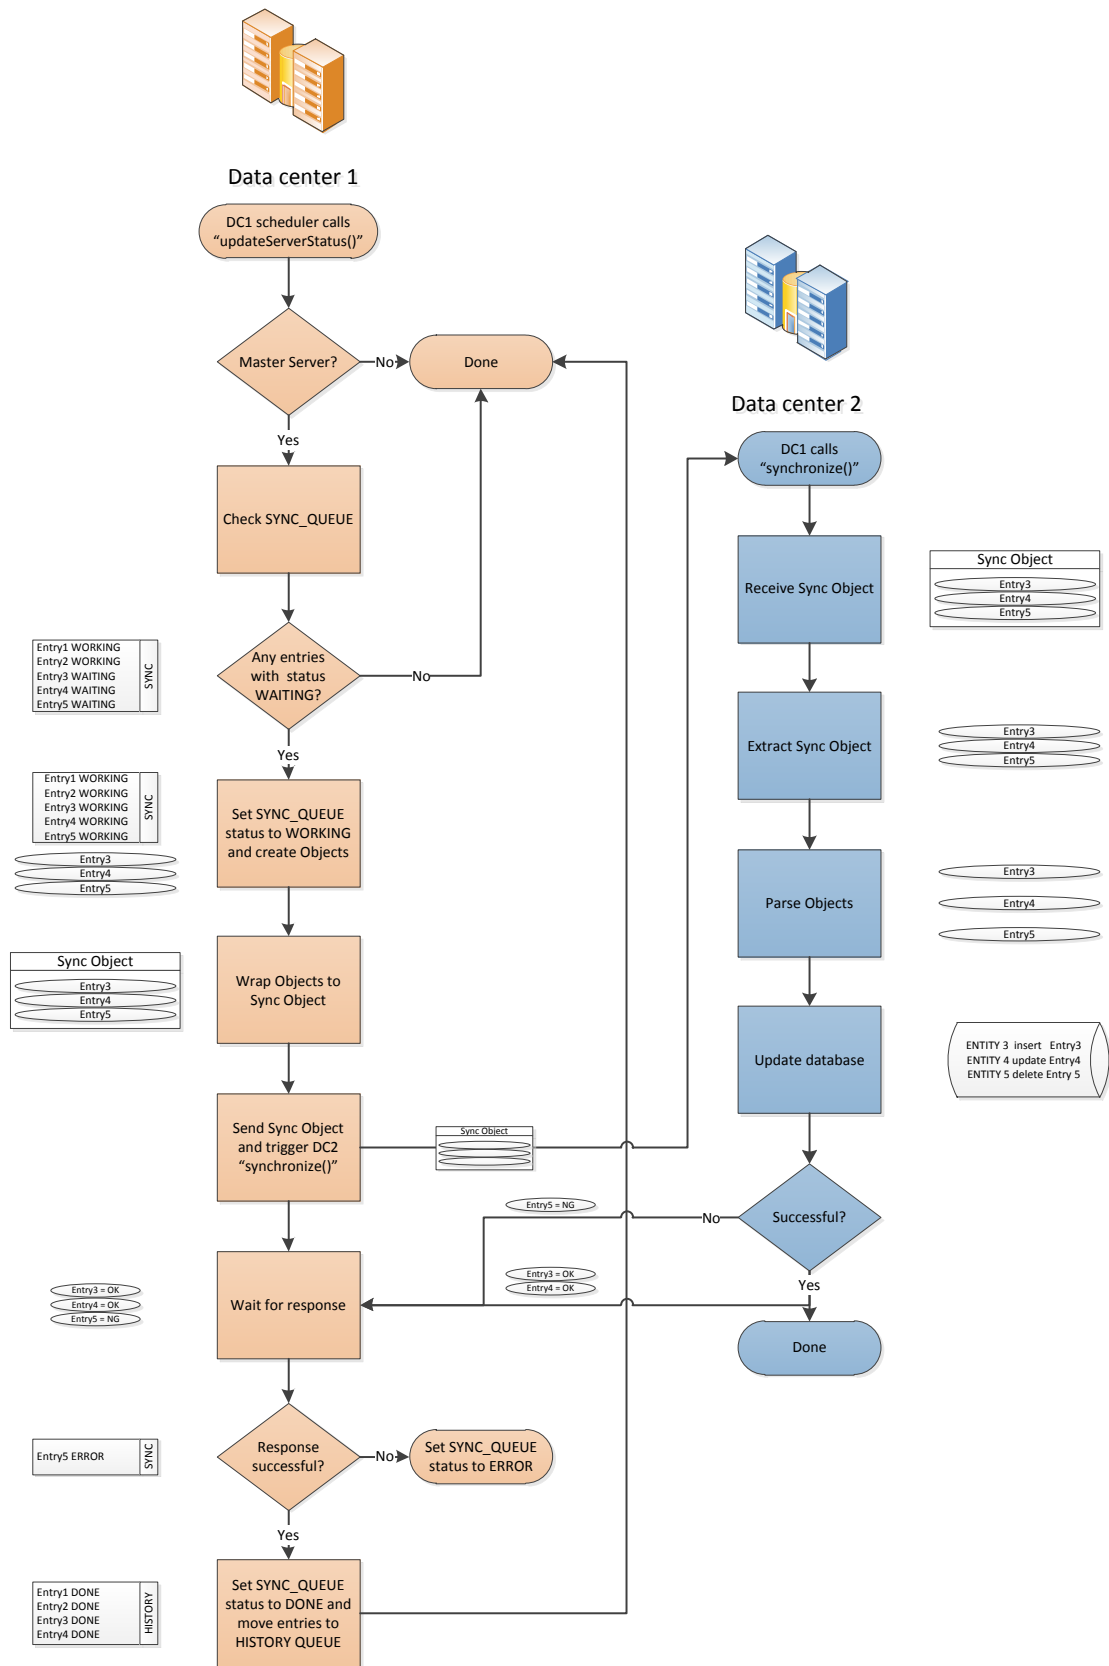 Data center 1
DC1 scheduler calls
“updateServerStatus()”
Master Server?
No
Done
Yes
Check SYNC_QUEUE
Entry1 WORKING
Entry2 WORKING
Entry3 WAITING
Entry4 WAITING
Entry5 WAITING
SYNC
Any entries
with status
WAITING?
No
Yes
Entry1 WORKING
Entry2 WORKING
Entry3 WORKING
Entry4 WORKING
Entry5 WORKING
SYNC
Entry3
Entry4
Entry5
Set SYNC_QUEUE
status to WORKING
and create Objects
Sync Object
Entry3
Entry4
Entry5
Wrap Objects to
Sync Object
Send Sync Object
and trigger DC2
“synchronize()”
Sync Object
Entry3 = OK
Entry4 = OK
Entry5 = NG
Wait for response
Entry5 = NG
Entry3 = OK
Entry4 = OK
Entry5 ERROR
SYNC
Response
successful?
No
Set SYNC_QUEUE
status to ERROR
Yes
Entry1 DONE
Entry2 DONE
Entry3 DONE
Entry4 DONE
HISTORY
Set SYNC_QUEUE
status to DONE and
move entries to
HISTORY QUEUE
Data center 2
DC1 calls
“synchronize()”
Receive Sync Object
Sync Object
Entry3
Entry4
Entry5
Extract Sync Object
Entry3
Entry4
Entry5
Parse Objects
Entry3
Entry4
Entry5
Update database
ENTITY 3 insert Entry3
ENTITY 4 update Entry4
ENTITY 5 delete Entry 5
Successful?
No
Yes
Done